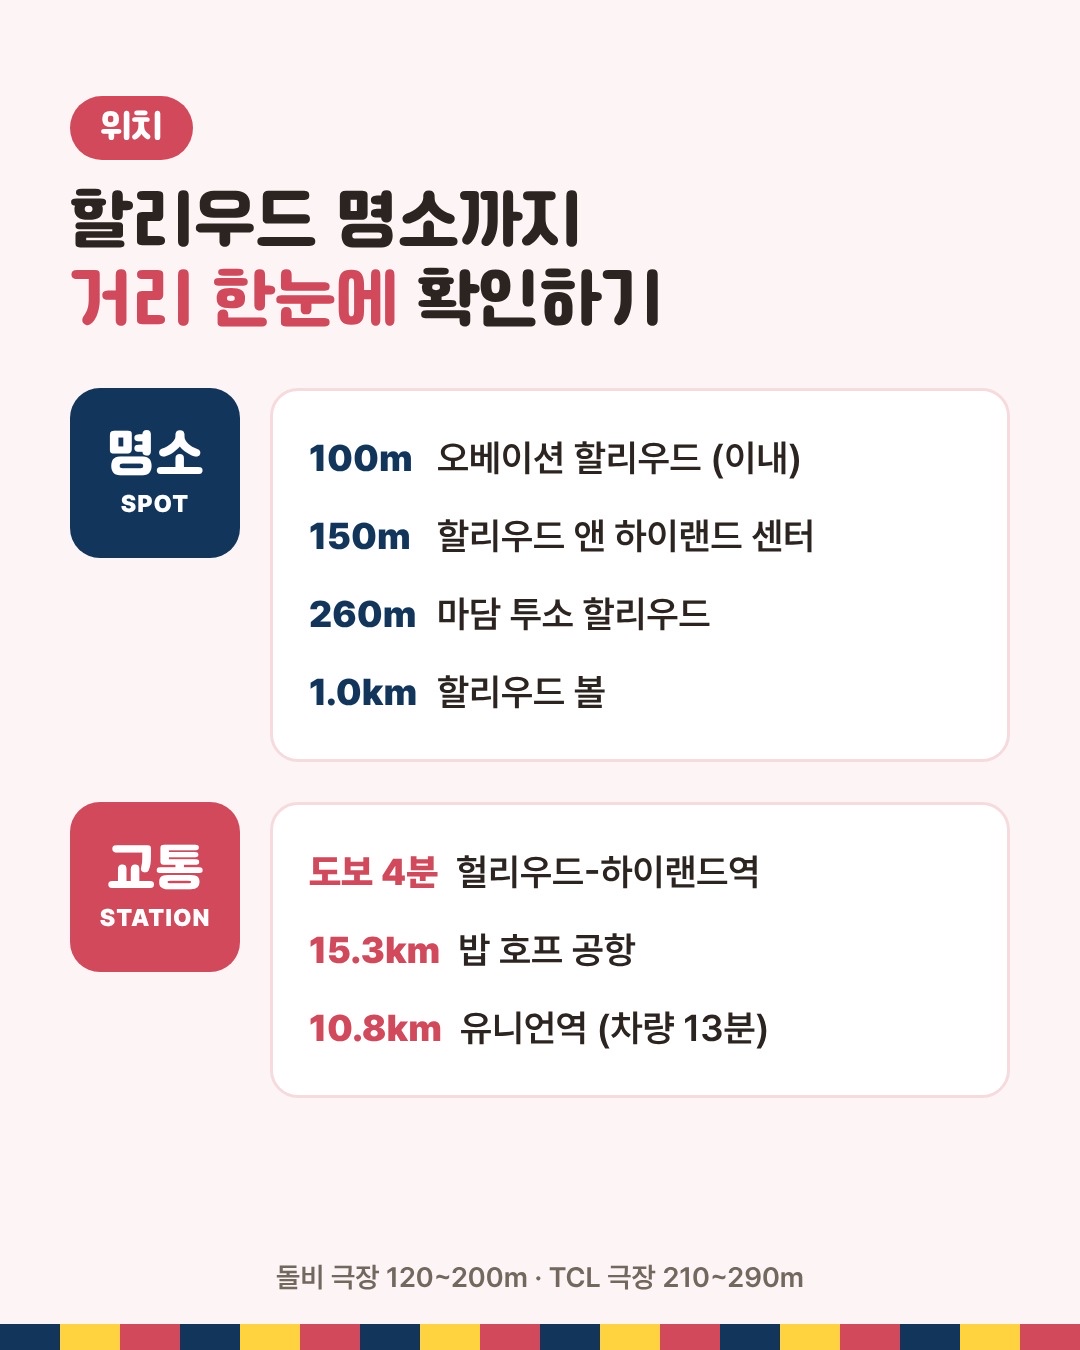 위치
할리우드 명소까지
거리 한눈에 확인하기
명소
SPOT
100m 오베이션 할리우드 (이내)
150m 할리우드 앤 하이랜드 센터
260m 마담 투소 할리우드
1.0km 할리우드 볼
교통
STATION
도보 4분 헐리우드-하이랜드역
15.3km 밥 호프 공항
10.8km 유니언역 (차량 13분)
돌비 극장 120~200m · TCL 극장 210~290m